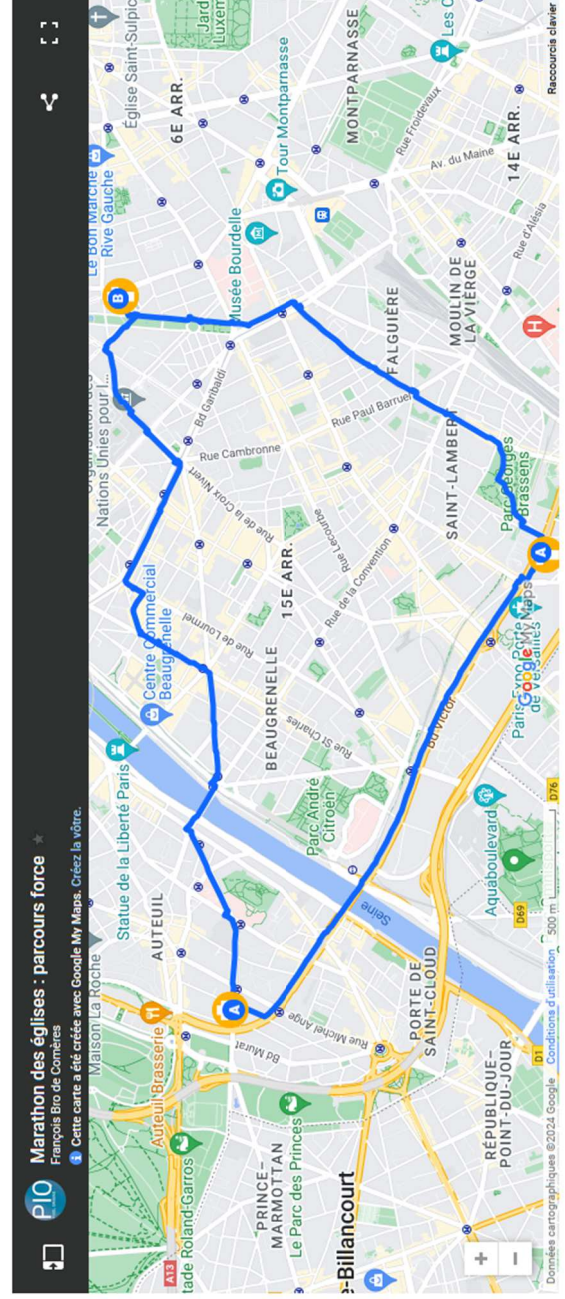 PIO
Marathon des églises : parcours force
François Bro de Comères
Cette carte a été créée avec Google My Maps. Créez la vôtre.
Maison La Roche
Statue de la Liberté Paris
Centre Commercial
Beaugrenelle
Nations Unies pour l...
Le Bon Marché
Rive Gauche
Église Saint-Sulpic
Jard
Luxem
A13
Auteuil Brasserie
AUTEUIL
tade Roland-Garros
6E ARR.
Bd Garibaldi
Musée Bourdelle
Tour Montparnasse
Rue Cambronne
Rue de la Croix Nivert
Rue de Lourmel
BEAUGRENELLE
15E ARR.
PRINCE-
MARMOTTAN
Le Parc des Princes
Bd Murat
Rue Michel Ange
Parc André
Citroën
Rue St Charles
Rue Lecourbe
Rue de la Convention
Rue Paul Barruel
FALGUIÈRE
MONTPARNASSE
Rue Froidevaux
Les C
e-Billancourt
Seine
PORTE DE
SAINT-CLOUD
Bd Victor
SAINT-LAMBERT
MOULIN DE
LA VIERGE
Av. du Maine
14E ARR.
Rue d'Alésia
RÉPUBLIQUE-
POINT-DU-JOUR
Aquaboulevard
Parc Georges
Brassens
Paris Expo Porte
de Versailles
Google My Maps
D69
D76
D1
A
B
A
H
Données cartographiques ©2024 Google
Conditions d'utilisation
500 m
Raccourcis clavier